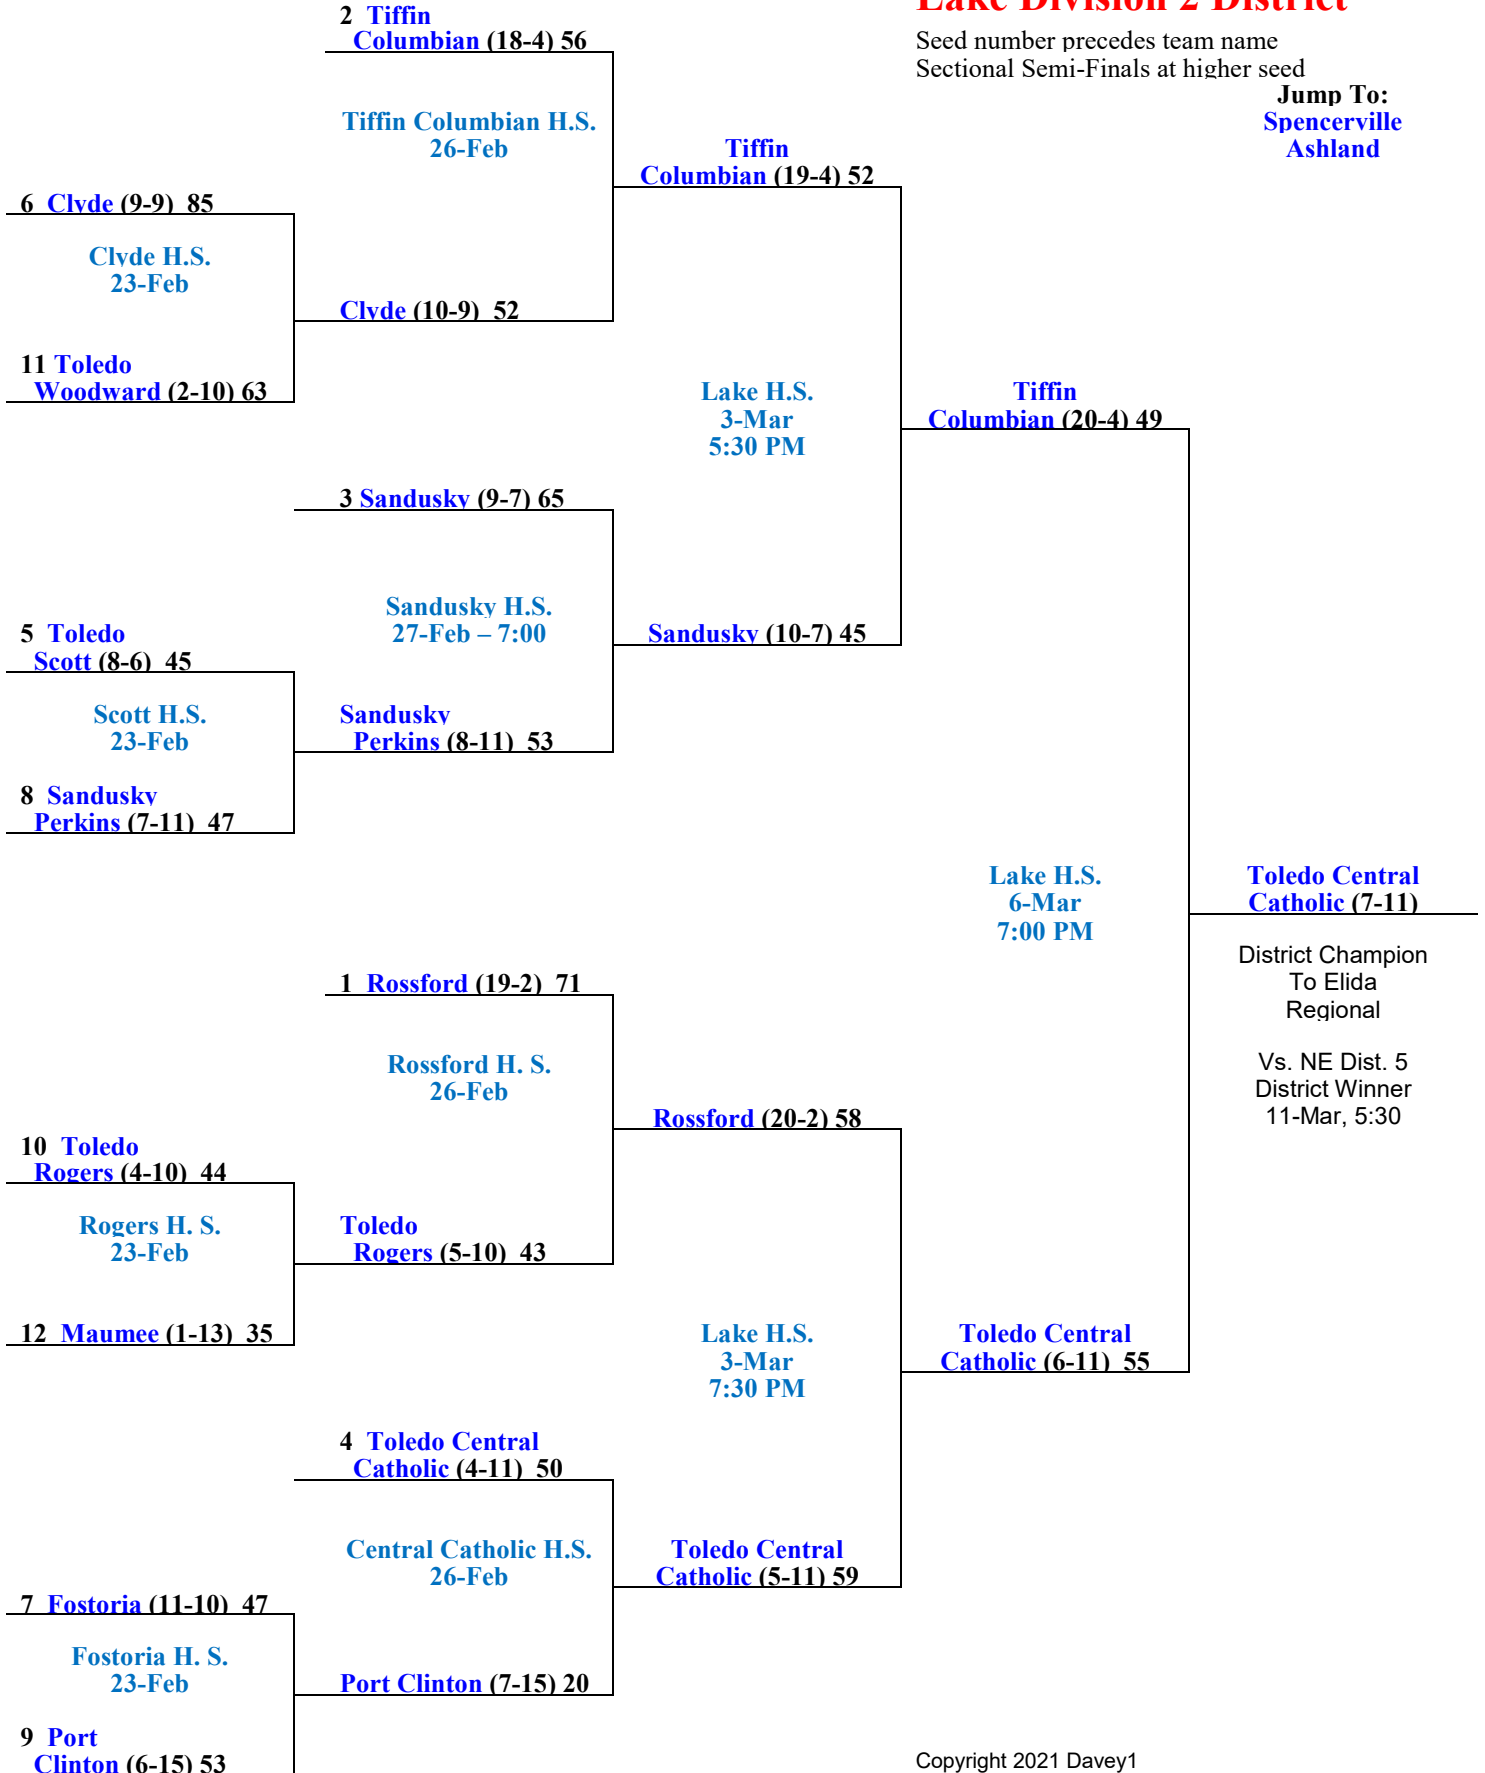 Lake Division 2 District
Seed number precedes team name
Sectional Semi-Finals at higher seed
Jump To:
Spencerville
Ashland
2 Tiffin
Columbian (18-4) 56
Tiffin Columbian H.S.
26-Feb
Tiffin
Columbian (19-4) 52
6 Clyde (9-9) 85
Clyde H.S.
23-Feb
Clyde (10-9) 52
11 Toledo
Woodward (2-10) 63
Lake H.S.
3-Mar
5:30 PM
Tiffin
Columbian (20-4) 49
3 Sandusky (9-7) 65
Sandusky H.S.
27-Feb – 7:00
Sandusky (10-7) 45
5 Toledo
Scott (8-6) 45
Scott H.S.
23-Feb
Sandusky
Perkins (8-11) 53
8 Sandusky
Perkins (7-11) 47
Lake H.S.
6-Mar
7:00 PM
Toledo Central
Catholic (7-11)
District Champion
To Elida
Regional
Vs. NE Dist. 5
District Winner
11-Mar, 5:30
1 Rossford (19-2) 71
Rossford H. S.
26-Feb
Rossford (20-2) 58
10 Toledo
Rogers (4-10) 44
Rogers H. S.
23-Feb
Toledo
Rogers (5-10) 43
12 Maumee (1-13) 35
Lake H.S.
3-Mar
7:30 PM
Toledo Central
Catholic (6-11) 55
4 Toledo Central
Catholic (4-11) 50
Central Catholic H.S.
26-Feb
Toledo Central
Catholic (5-11) 59
7 Fostoria (11-10) 47
Fostoria H. S.
23-Feb
Port Clinton (7-15) 20
9 Port
Clinton (6-15) 53
Copyright 2021 Davey1